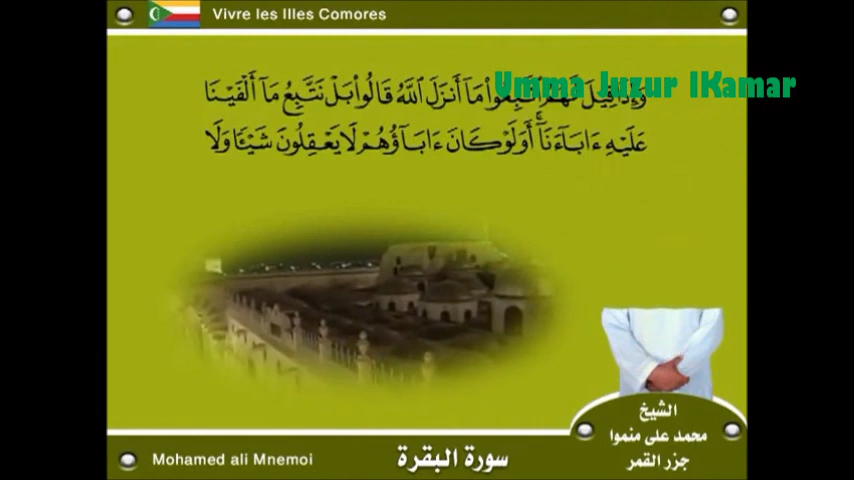 Vivre les Illes Comores
Umma Juzur lKamar
وَإِذَا قِيلَ لَهُمُ ٱتَّبِعُوا۟ مَآ أَنزَلَ ٱللَّهُ قَالُوا۟ بَلْ نَتَّبِعُ مَآ أَلْفَيْنَا
عَلَيْهِ ءَابَآءَنَآ ۗ أَوَلَوْ كَانَ ءَابَآؤُهُمْ لَا يَعْقِلُونَ شَيْـًٔا وَلَا
الشيخ
محمد على منموا
جزر القمر
سورة البقرة
Mohamed ali Mnemoi